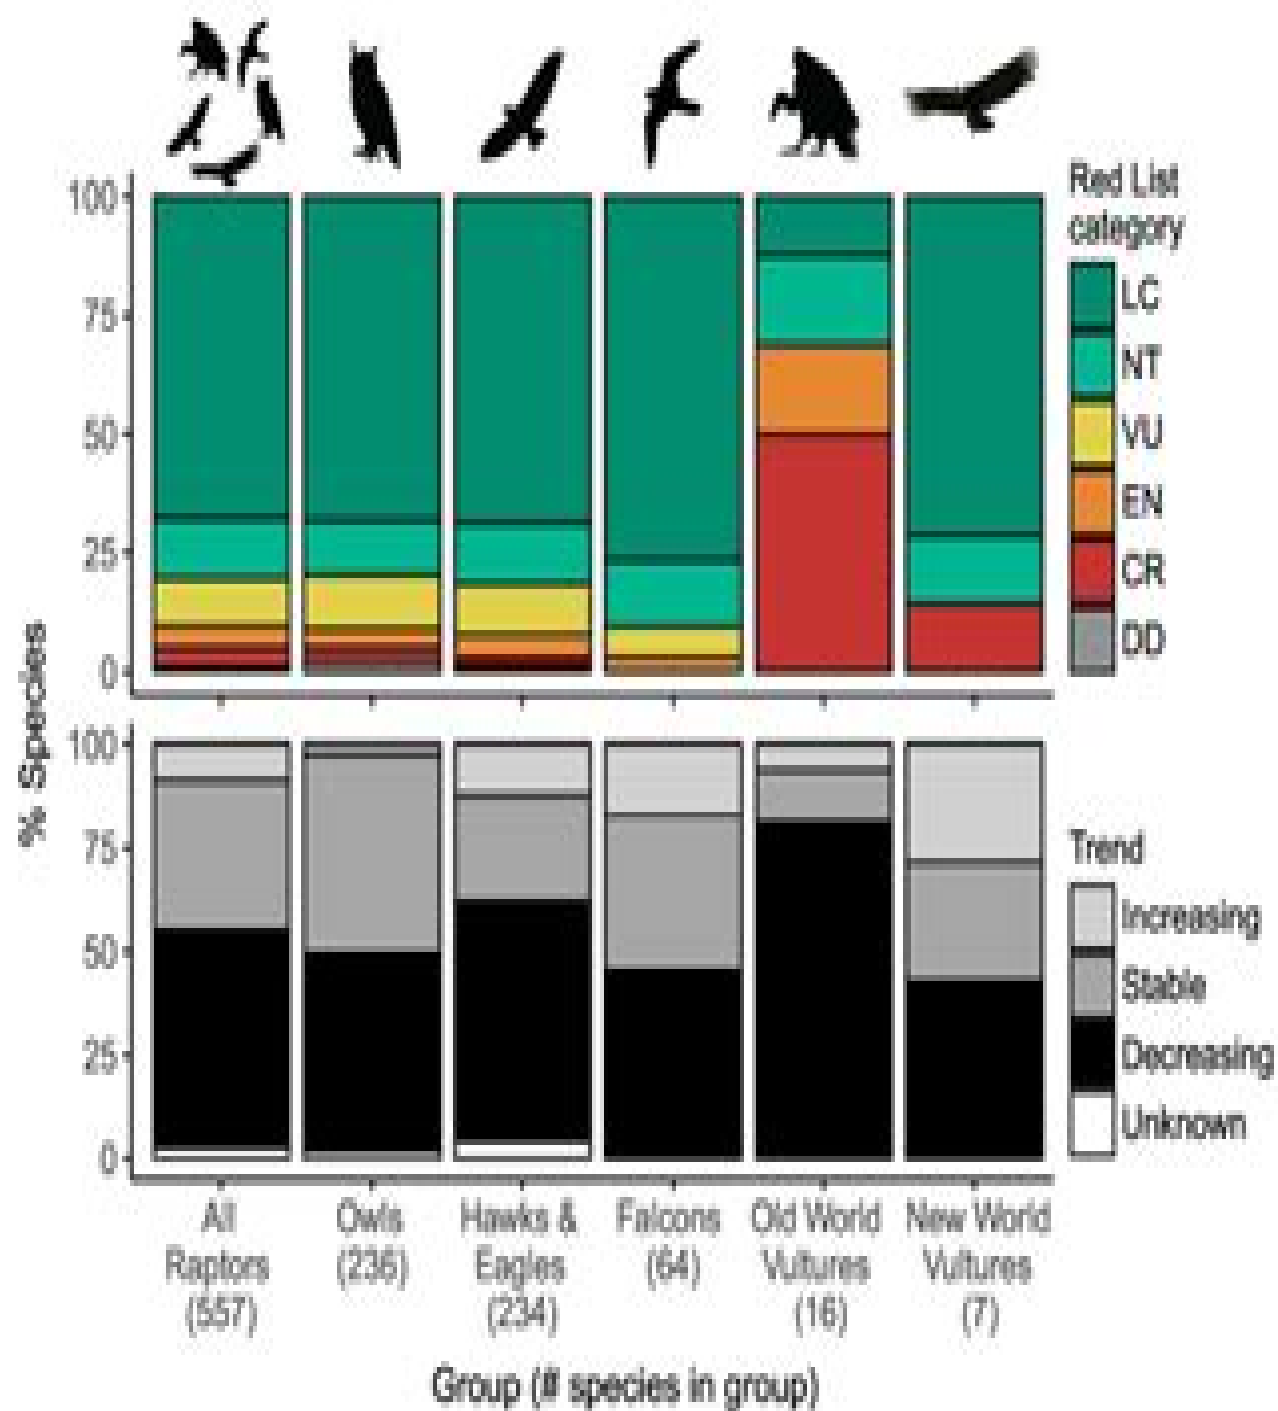 Red List
category
LC
NT
VU
EN
CR
DD
100
75
50
25
0
% Species
100
75
50
25
0
Trend
Increasing
Stable
Decreasing
Unknown
All
Raptors
(557)
Owls
(236)
Hawks &
Eagles
(234)
Falcons
(64)
Old World
Vultures
(16)
New World
Vultures
(7)
Group (# species in group)